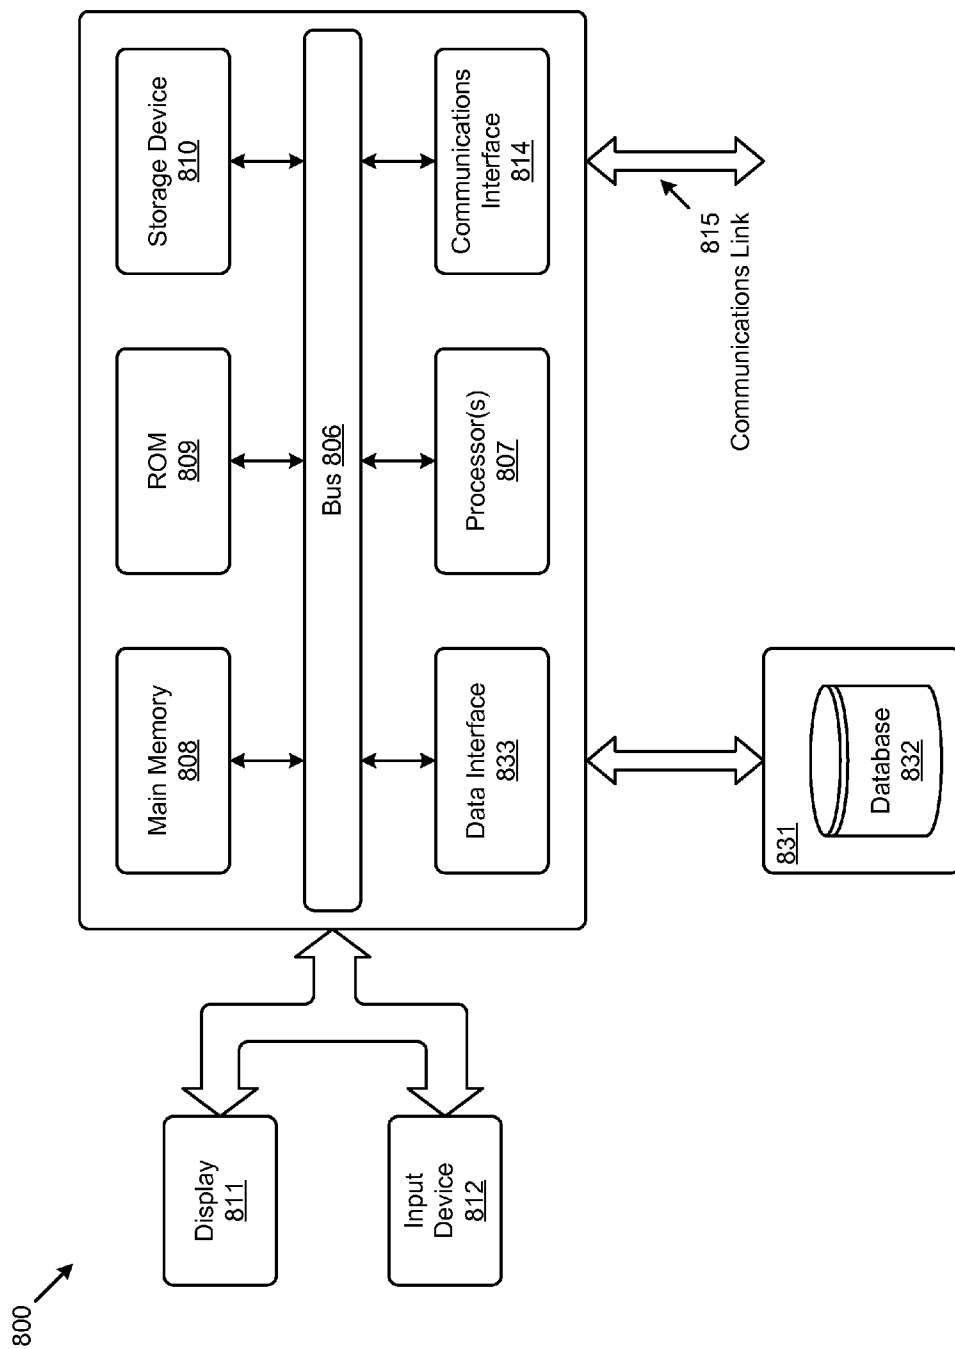 800
Display
811
Input
Device
812
Main Memory
808
ROM
809
Storage Device
810
Bus 806
Data Interface
833
Processor(s)
807
Communications
Interface
814
831
Database
832
815
Communications Link